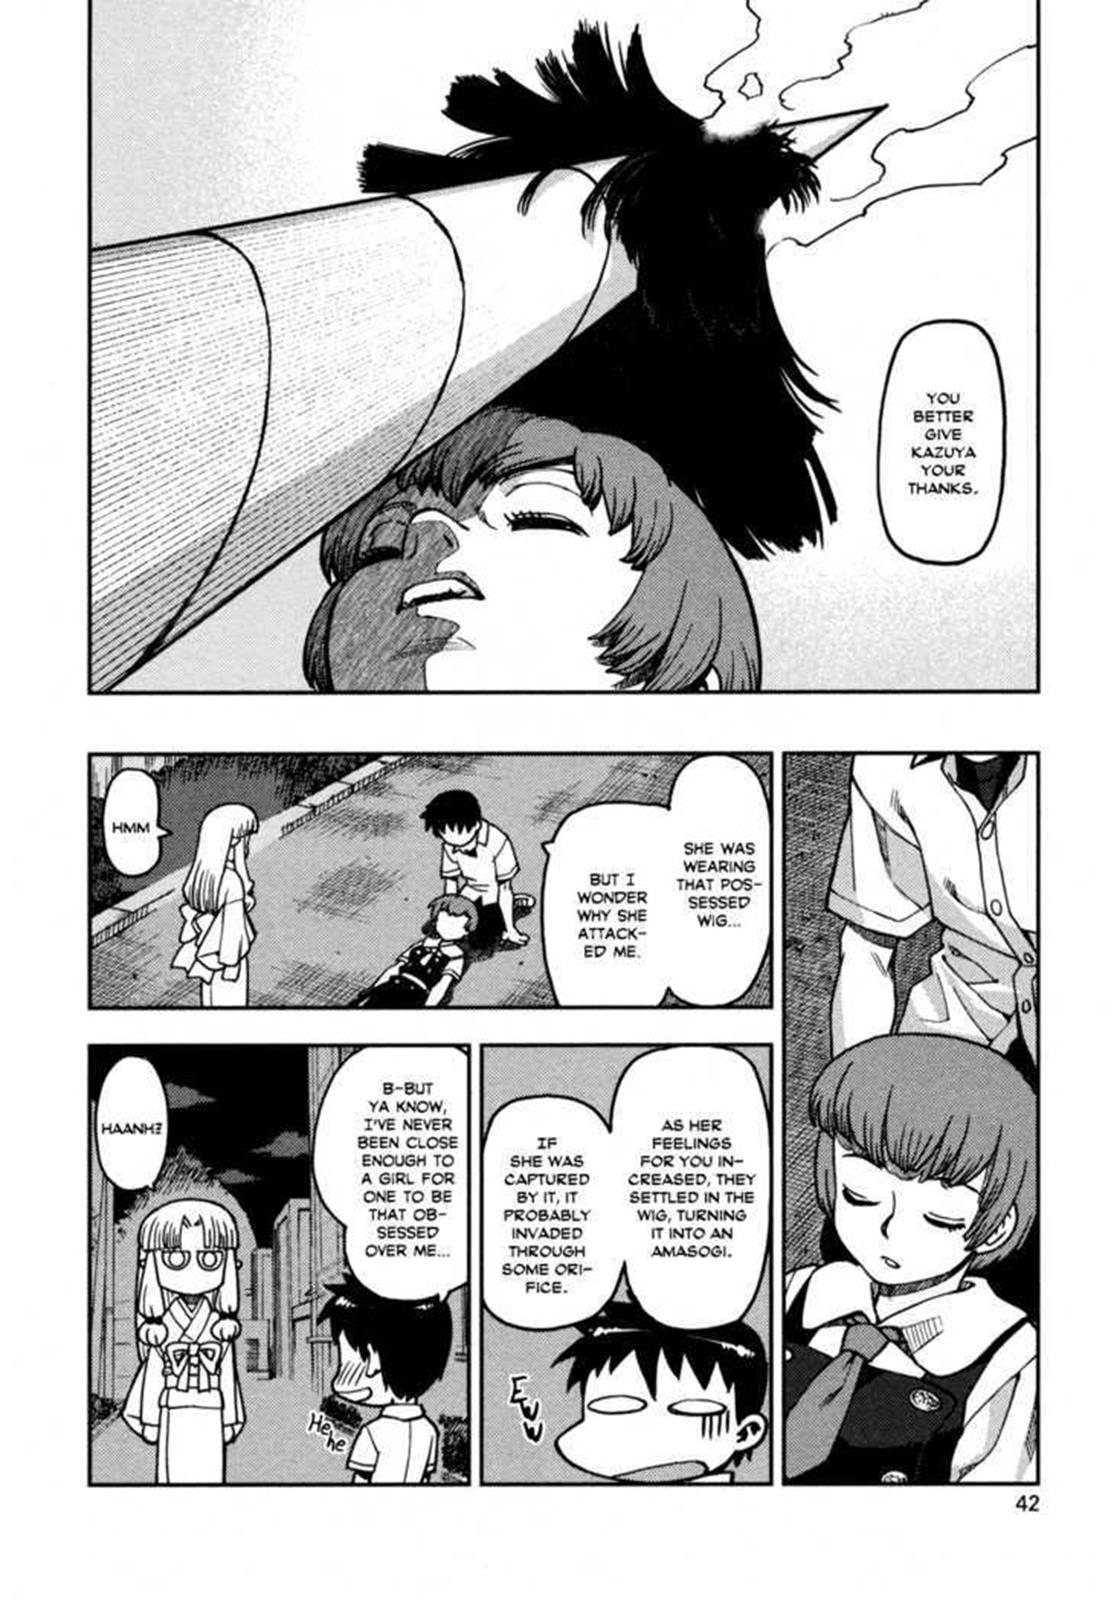 YOU
BETTER
GIVE
KAZUYA
YOUR
THANKS.
SHE WAS
WEARING
THAT POS-
SESSED
WIG...
BUT I
WONDER
WHY SHE
ATTACK-
ED ME.
HMM
AS HER
FEELINGS
FOR YOU IN-
CREASED, THEY
SETTLED IN THE
WIG, TURNING
IT INTO AN
AMASOGI.
IF
SHE WAS
CAPTURED
BY IT, IT
PROBABLY
INVADED
THROUGH
SOME ORI-
FICE.
EWW
B-BUT
YA KNOW,
I'VE NEVER
BEEN CLOSE
ENOUGH TO
A GIRL FOR
ONE TO BE
THAT OB-
SESSED
OVER ME...
Hehe
HAANH?
42